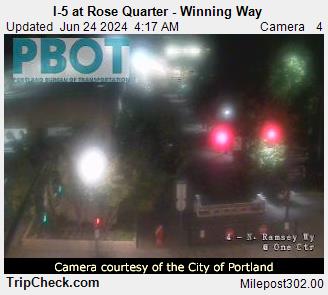 I-5 at Rose Quarter - Winning Way
Updated Jun 24 2024 4:17 AM Camera 4
PBOT
PORTLAND BUREAU OF TRANSPORTATION
4 - N. Ramsey Wy
@ One Ctr
Camera courtesy of the City of Portland
TripCheck.com Milepost302.00